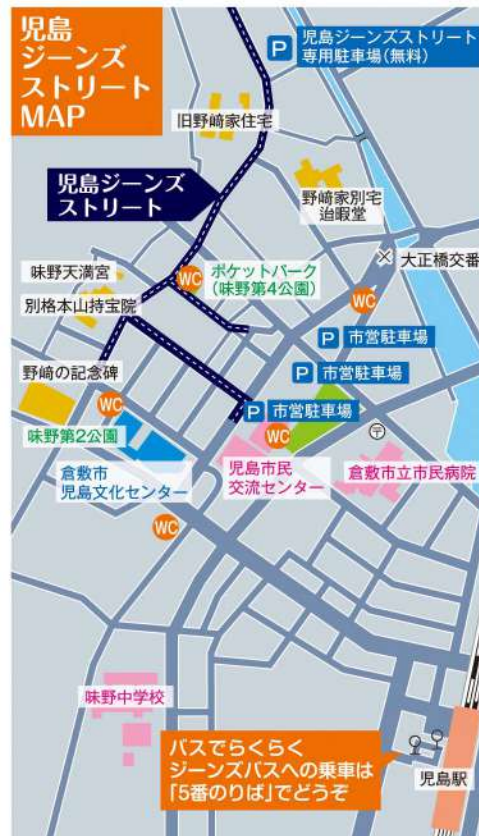 児島
ジーンズ
ストリート
MAP
P
児島ジーンズストリート
専用駐車場(無料)
旧野﨑家住宅
児島ジーンズ
ストリート
野﨑家別宅
治暇堂
味野天満宮
WC
ポケットパーク
(味野第4公園)
大正橋交番
WC
別格本山持宝院
P 市営駐車場
野﨑の記念碑
P 市営駐車場
WC
P 市営駐車場
味野第2公園
WC
〒
倉敷市
児島文化センター
児島市民
交流センター
倉敷市立市民病院
WC
味野中学校
バスでらくらく
ジーンズバスへの乗車は
「5番のりば」でどうぞ
児島駅